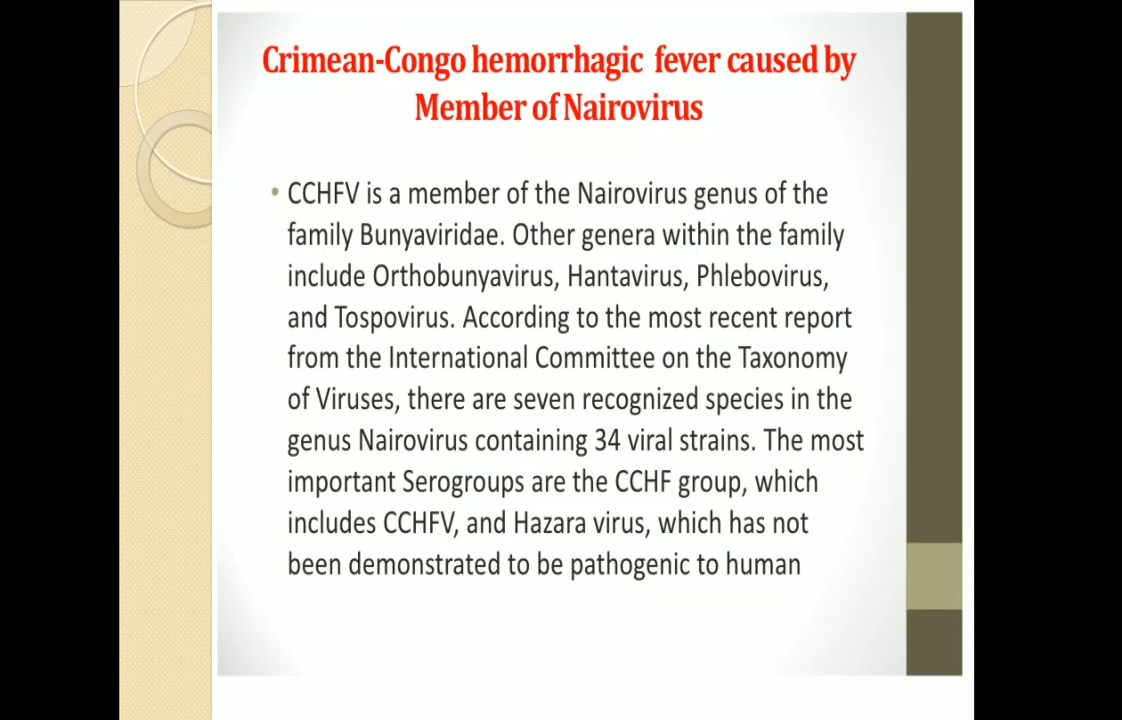 Crimean-Congo hemorrhagic fever caused by
Member of Nairovirus
• CCHFV is a member of the Nairovirus genus of the
family Bunyaviridae. Other genera within the family
include Orthobunyavirus, Hantavirus, Phlebovirus,
and Tospovirus. According to the most recent report
from the International Committee on the Taxonomy
of Viruses, there are seven recognized species in the
genus Nairovirus containing 34 viral strains. The most
important Serogroups are the CCHF group, which
includes CCHFV, and Hazara virus, which has not
been demonstrated to be pathogenic to human